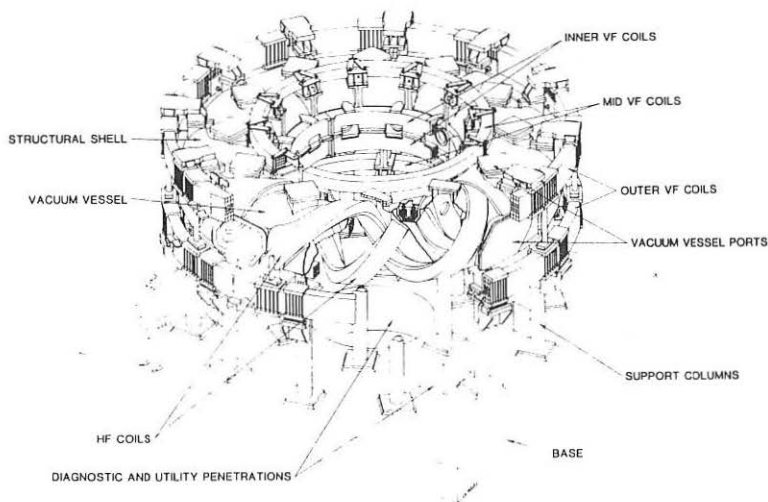 INNER VF COILS
MID VF COILS
STRUCTURAL SHELL
VACUUM VESSEL
OUTER VF COILS
VACUUM VESSEL PORTS
SUPPORT COLUMNS
HF COILS
BASE
DIAGNOSTIC AND UTILITY PENETRATIONS